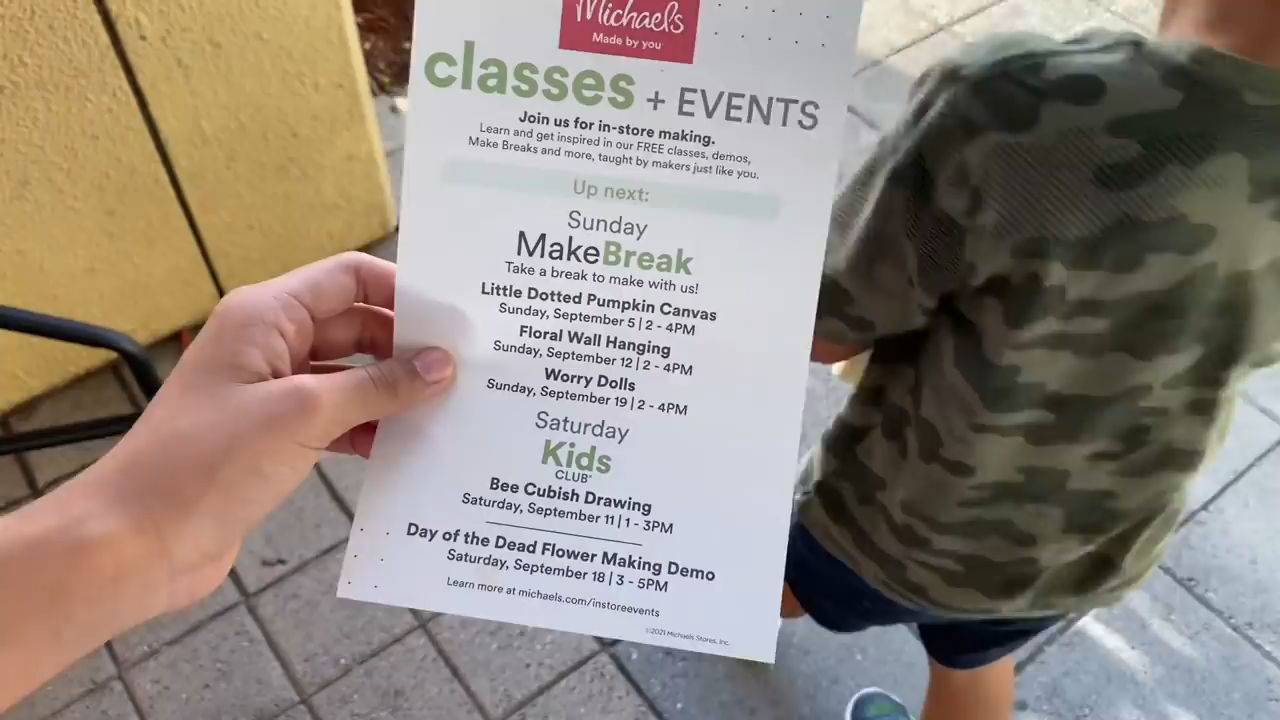 Michaels
Made by you
classes + EVENTS
Join us for in-store making.
Learn and get inspired in our FREE classes, demos,
Make Breaks and more, taught by makers just like you.
Up next:
Sunday
MakeBreak
Take a break to make with us!
Little Dotted Pumpkin Canvas
Sunday, September 5 | 2 - 4PM
Floral Wall Hanging
Sunday, September 12 | 2 - 4PM
Worry Dolls
Sunday, September 19 | 2 - 4PM
Saturday
Kids
CLUB®
Bee Cubish Drawing
Saturday, September 11 | 1 - 3PM
Day of the Dead Flower Making Demo
Saturday, September 18 | 3 - 5PM
Learn more at michaels.com/instoreevents
©2021 Michaels Stores, Inc.